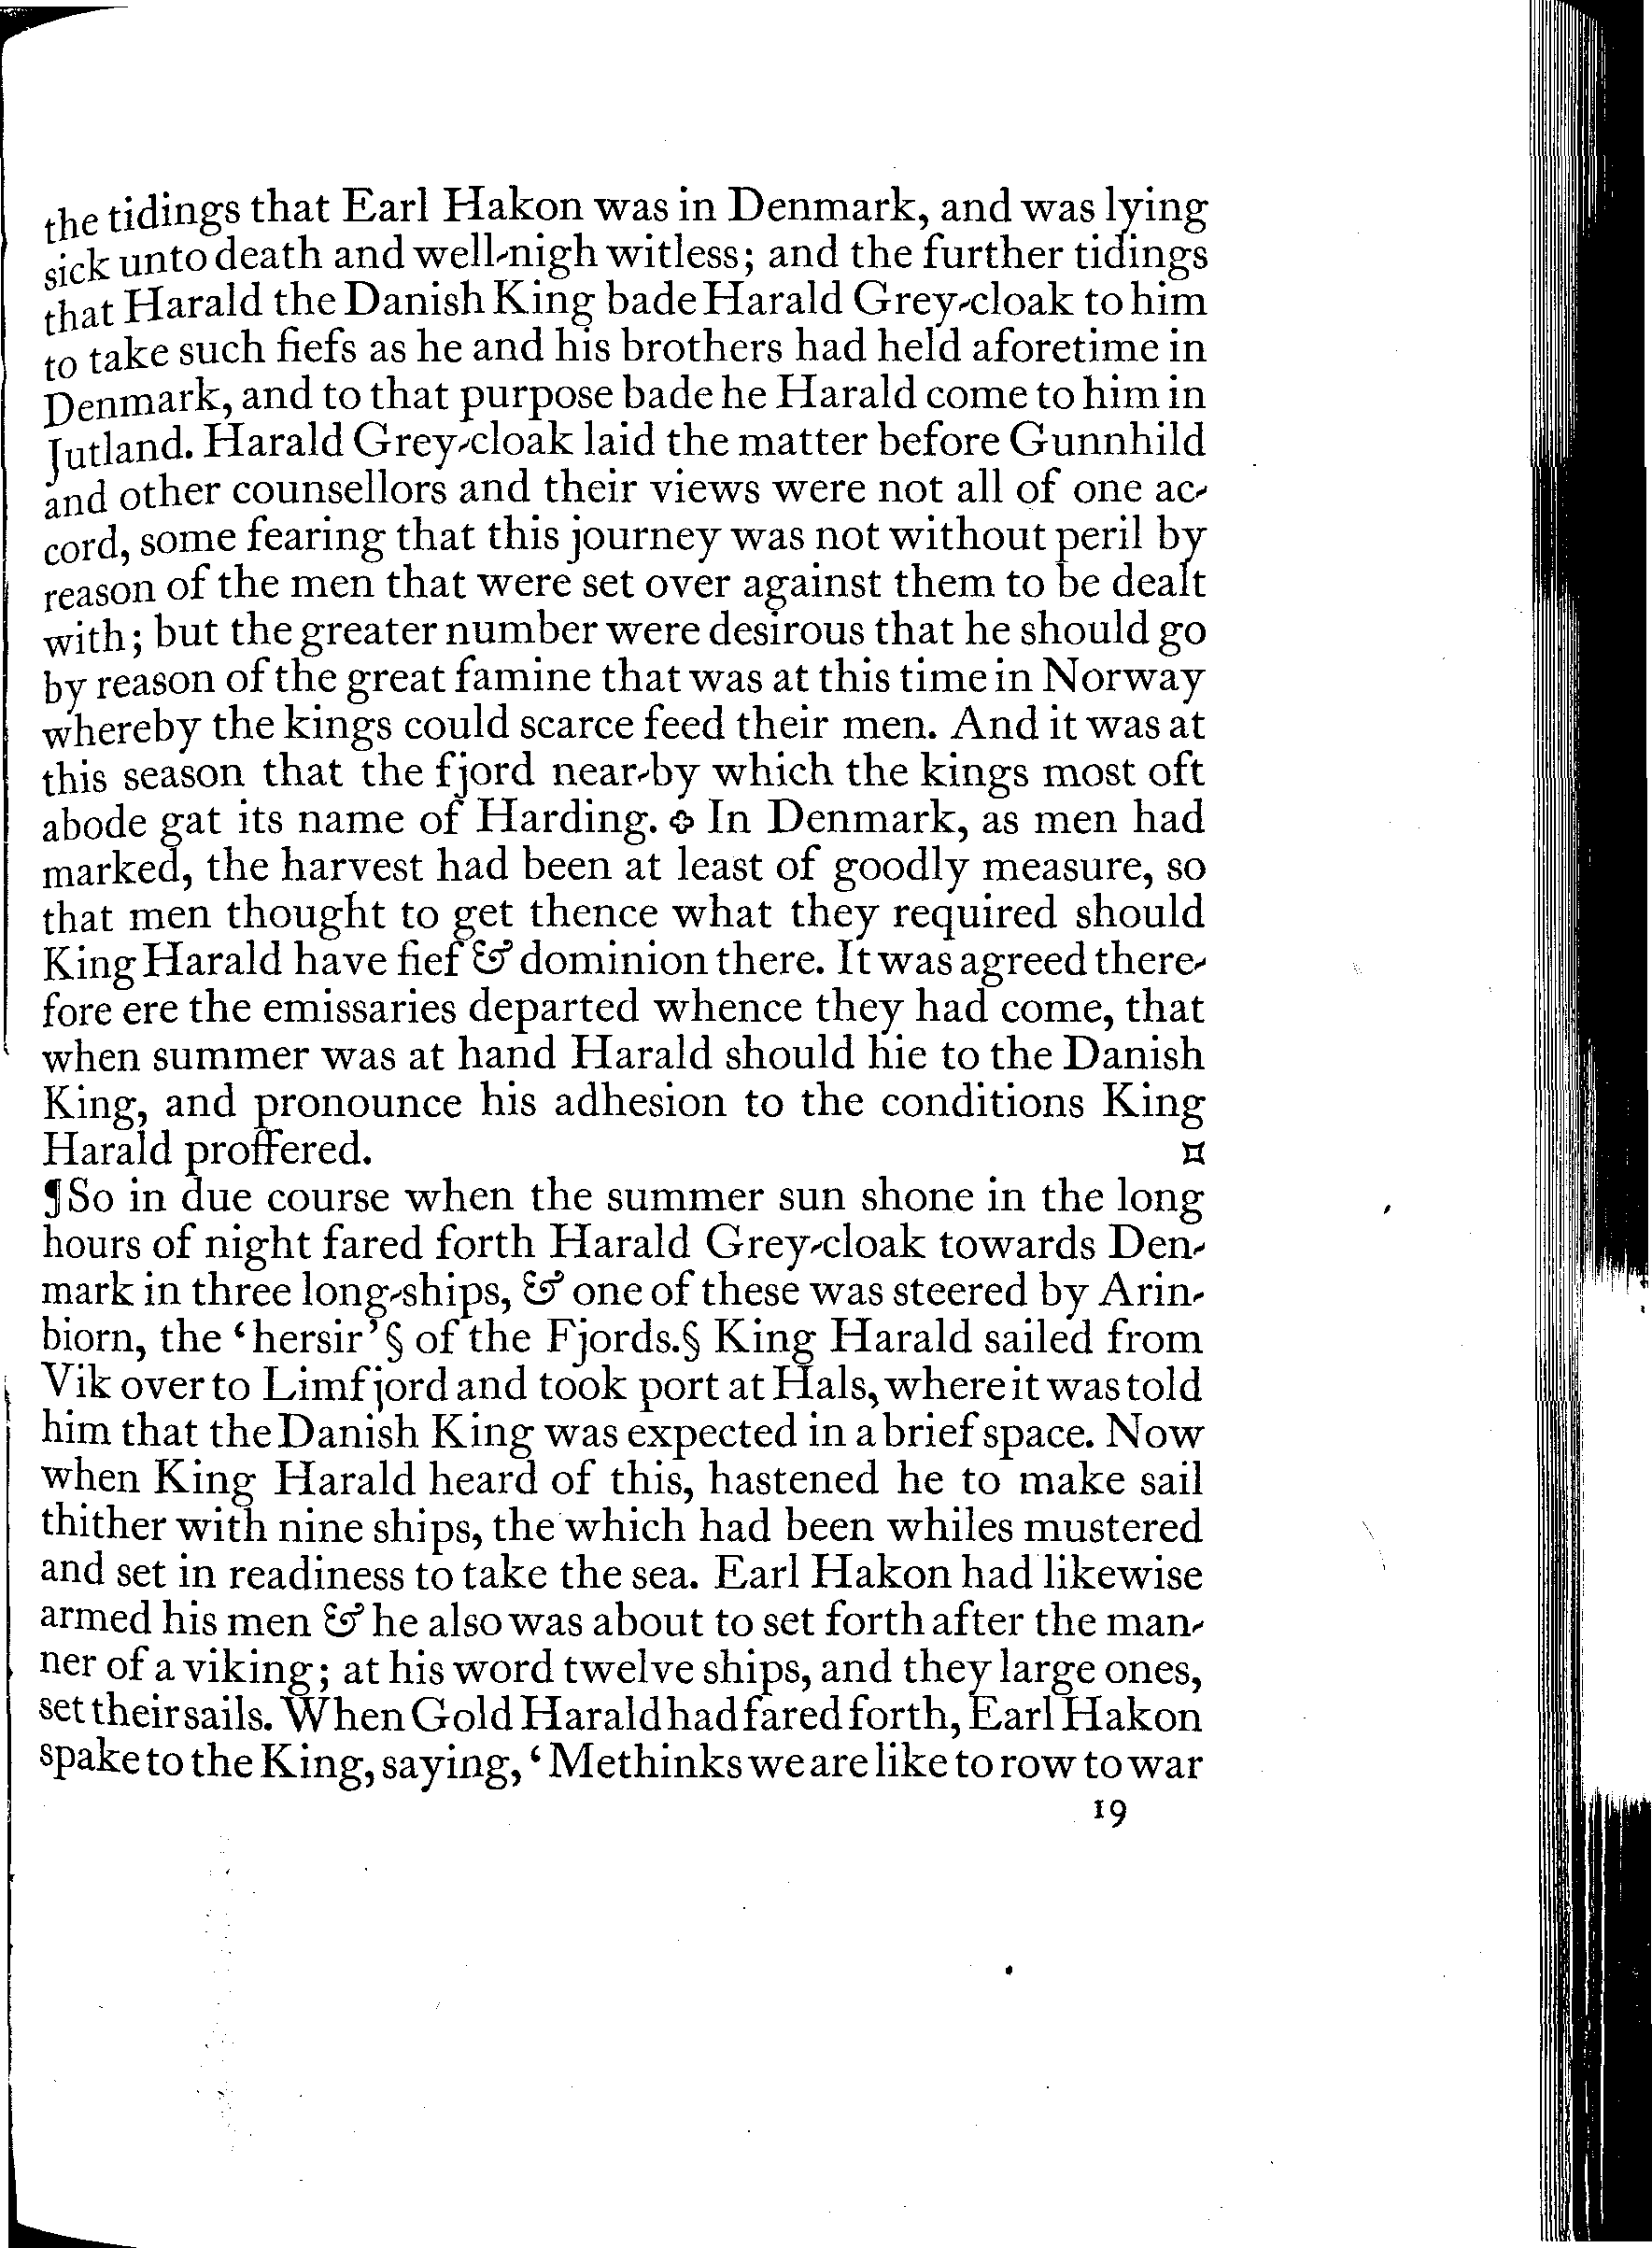 the tidings that Earl Hakon was in Denmark, and was lying
sick unto death and well-nigh witless; and the further tidings
that Harald the Danish King bade Harald Grey-cloak to him
to take such fiefs as he and his brothers had held aforetime in
Denmark, and to that purpose bade he Harald come to him in
Jutland. Harald Grey-cloak laid the matter before Gunnhild
and other counsellors and their views were not all of one ac-
cord, some fearing that this journey was not without peril by
reason of the men that were set over against them to be dealt
with; but the greater number were desirous that he should go
by reason of the great famine that was at this time in Norway
whereby the kings could scarce feed their men. And it was at
this season that the fjord near-by which the kings most oft
abode gat its name of Harding. ✥ In Denmark, as men had
marked, the harvest had been at least of goodly measure, so
that men thought to get thence what they required should
King Harald have fief & dominion there. It was agreed there-
fore ere the emissaries departed whence they had come, that
when summer was at hand Harald should hie to the Danish
King, and pronounce his adhesion to the conditions King
Harald proffered. ¤
¶ So in due course when the summer sun shone in the long
hours of night fared forth Harald Grey-cloak towards Den-
mark in three long-ships, & one of these was steered by Arin-
biorn, the ‘hersir’§ of the Fjords.§ King Harald sailed from
Vik over to Limfjord and took port at Hals, where it was told
him that the Danish King was expected in a brief space. Now
when King Harald heard of this, hastened he to make sail
thither with nine ships, the which had been whiles mustered
and set in readiness to take the sea. Earl Hakon had likewise
armed his men & he also was about to set forth after the man-
ner of a viking; at his word twelve ships, and they large ones,
set their sails. When Gold Harald had fared forth, Earl Hakon
spake to the King, saying, ‘Methinks we are like to row to war
19